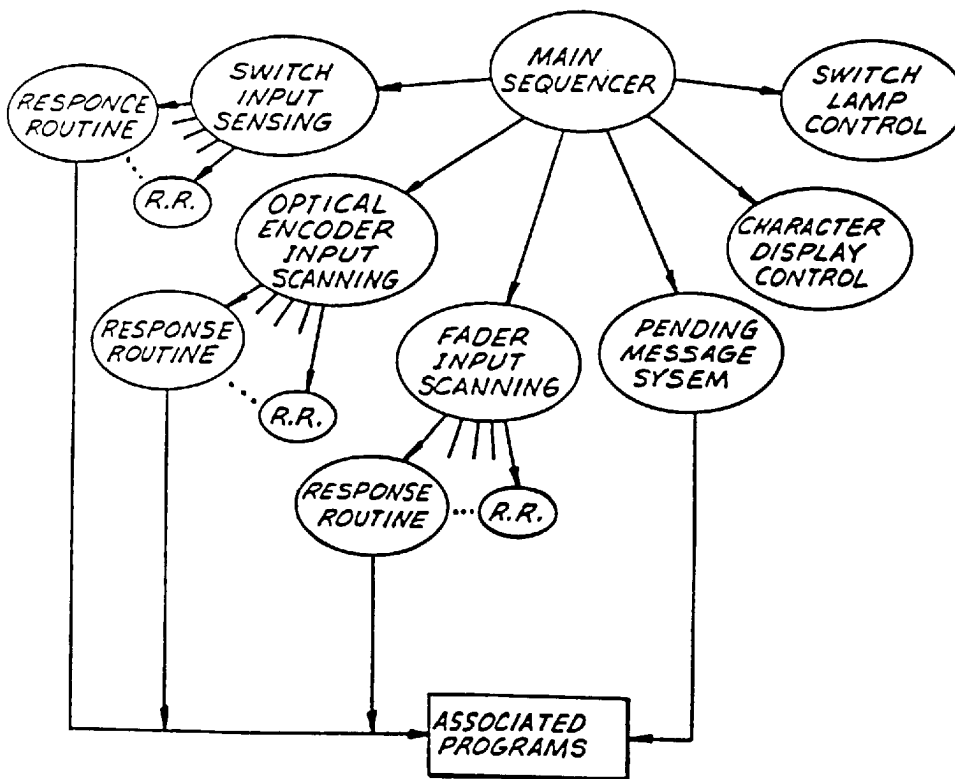 MAIN
SEQUENCER
SWITCH
INPUT
SENSING
SWITCH
LAMP
CONTROL
RESPONCE
ROUTINE
R.R.
OPTICAL
ENCODER
INPUT
SCANNING
CHARACTER
DISPLAY
CONTROL
RESPONSE
ROUTINE
R.R.
FADER
INPUT
SCANNING
PENDING
MESSAGE
SYSEM
RESPONSE
ROUTINE
R.R.
ASSOCIATED
PROGRAMS